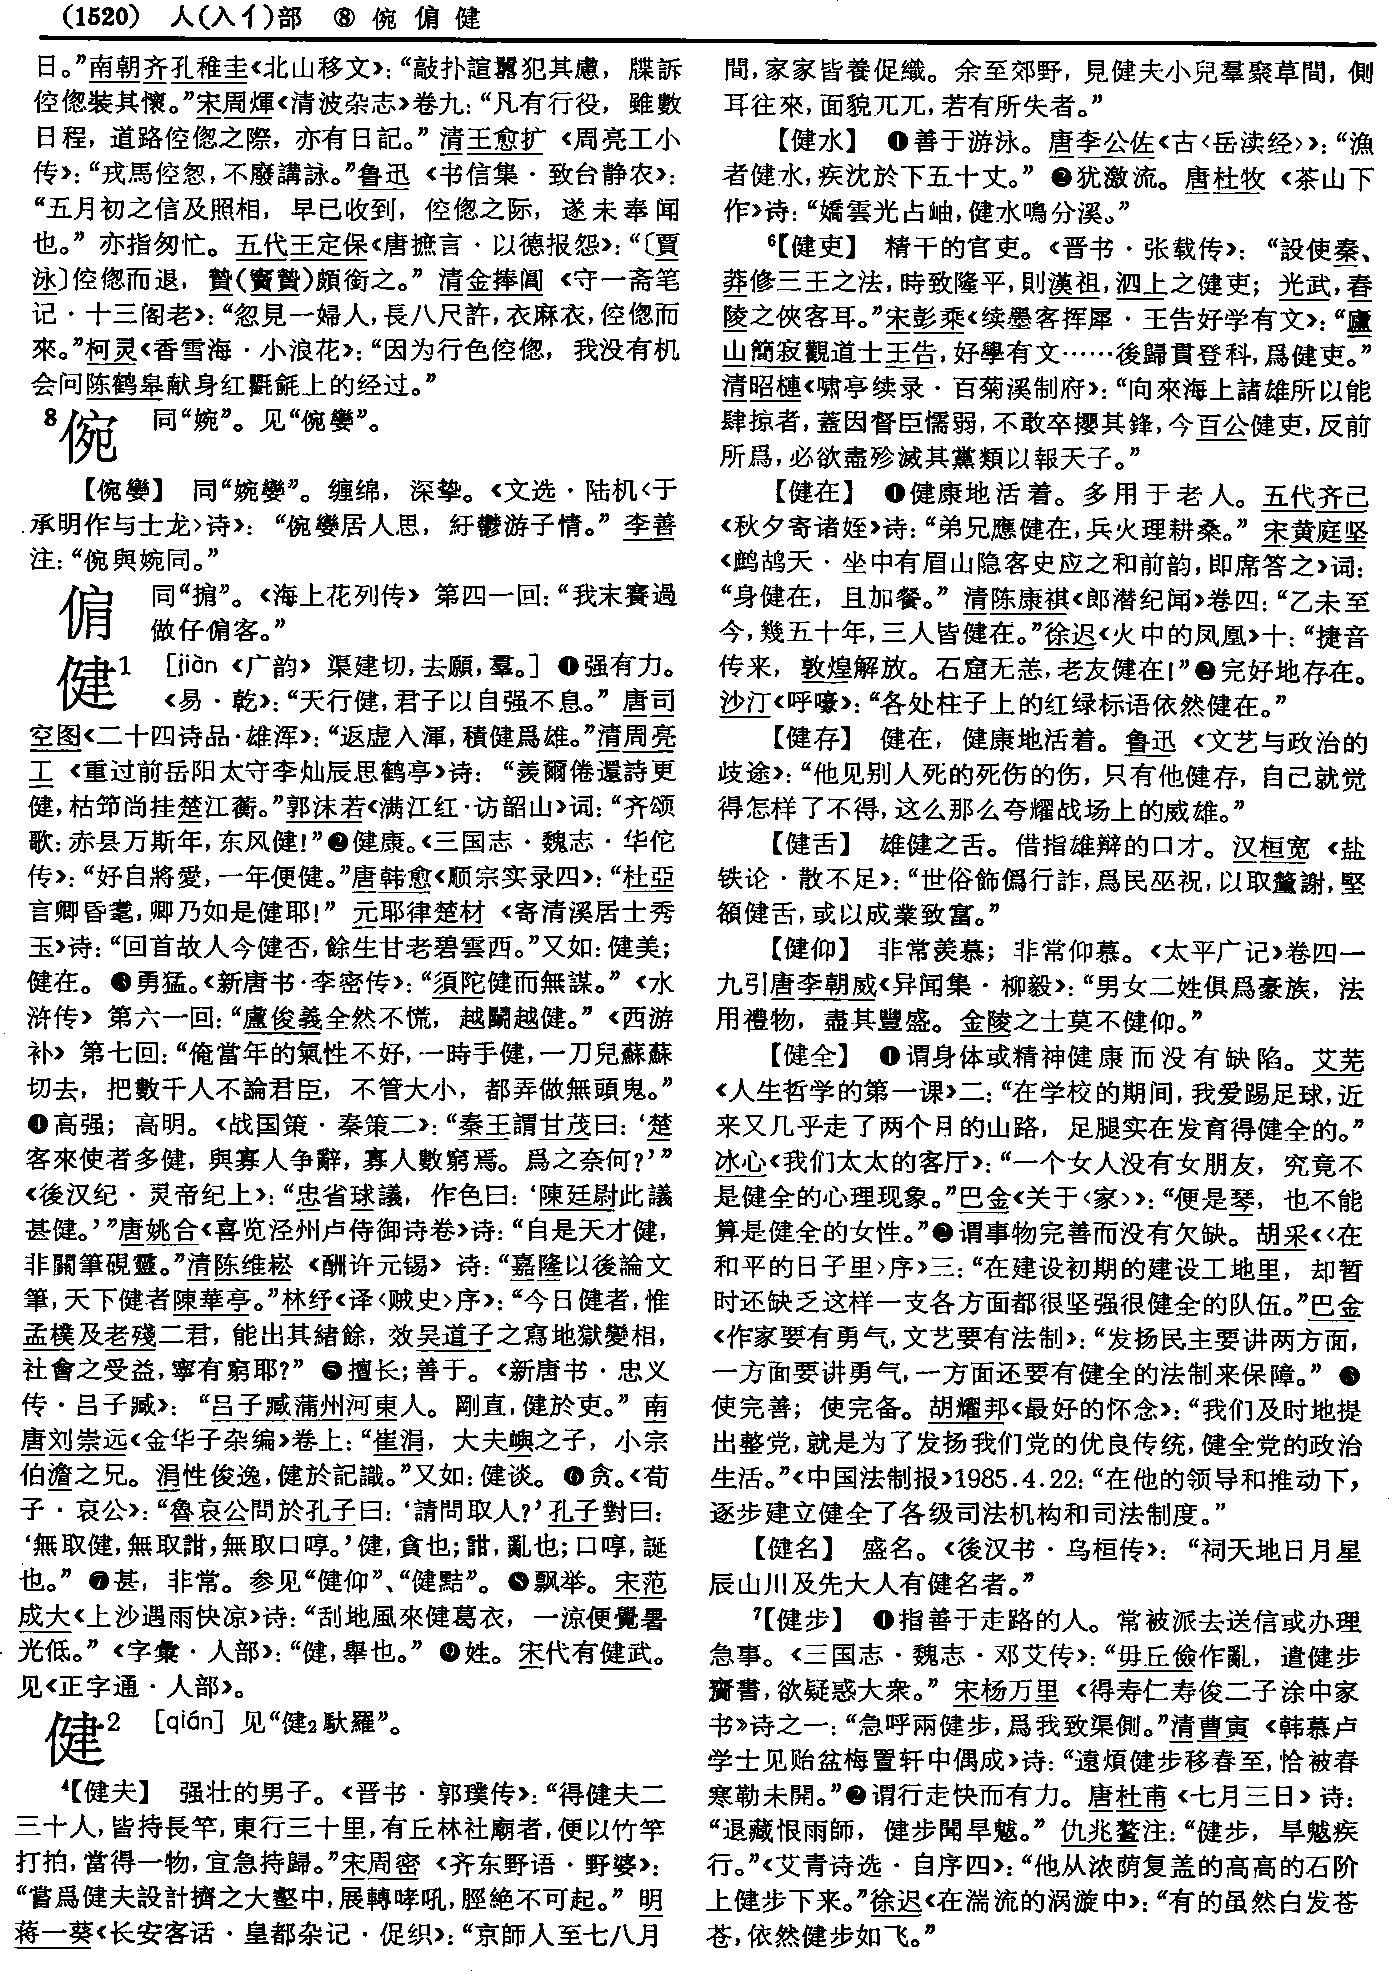 (1520) 人(入亻)部 ⑧ 㑘 㑡 健
日。”南朝齐孔稚圭《北山移文》：“敲扑諠囂犯其慮，牒訴
倥偬裝其懷。”宋周煇《清波杂志》卷九：“凡有行役，雖數
日程，道路倥偬之際，亦有日記。”清王愈扩《周亮工小
传》：“戎馬倥怱，不廢講詠。”鲁迅《书信集·致台静农》：
“五月初之信及照相，早已收到，倥偬之际，遂未奉闻
也。”亦指匆忙。五代王定保《唐摭言·以德报怨》：“〔賈
泳〕倥偬而退，贄(竇贄)頗銜之。”清金捧闾《守一斋笔
记·十三阁老》：“忽見一婦人，長八尺許，衣麻衣，倥偬而
來。”柯灵《香雪海·小浪花》：“因为行色倥偬，我没有机
会问陈鹤皋献身红氍毹上的经过。”
8 同“婉”。见“㑘孌”。
【㑘孌】 同“婉孌”。缠绵，深挚。《文选·陆机〈于
承明作与士龙〉诗》：“㑘孌居人思，紆鬱游子情。”李善
注：“㑘與婉同。”
同“掮”。《海上花列传》第四一回：“我末賽過
做仔㑡客。”
健1 [jiàn《广韵》渠建切，去願，羣。] ❶强有力。
《易·乾》：“天行健，君子以自强不息。”唐司
空图《二十四诗品·雄浑》：“返虚入渾，積健爲雄。”清周亮
工《重过前岳阳太守李灿辰思鹤亭》诗：“羨爾倦還詩更
健，枯笻尚挂楚江蘅。”郭沫若《满江红·访韶山》词：“齐颂
歌：赤县万斯年，东风健！”❷健康。《三国志·魏志·华佗
传》：“好自將愛，一年便健。”唐韩愈《顺宗实录四》：“杜亞
言卿昏耄，卿乃如是健耶！”元耶律楚材《寄清溪居士秀
玉》诗：“回首故人今健否，餘生甘老碧雲西。”又如：健美；
健在。❸勇猛。《新唐书·李密传》：“須陀健而無謀。”《水
浒传》第六一回：“盧俊義全然不慌，越鬭越健。”《西游
补》第七回：“俺當年的氣性不好，一時手健，一刀兒蘇蘇
切去，把數千人不論君臣，不管大小，都弄做無頭鬼。”
❹高强；高明。《战国策·秦策二》：“秦王謂甘茂曰：‘楚
客來使者多健，與寡人争辭，寡人數窮焉。爲之奈何？’”
《後汉纪·灵帝纪上》：“忠省球議，作色曰：‘陳廷尉此議
甚健。’”唐姚合《喜览泾州卢侍御诗卷》诗：“自是天才健，
非關筆硯靈。”清陈维崧《酬许元锡》诗：“嘉隆以後論文
筆，天下健者陳華亭。”林纾《译〈贼史〉序》：“今日健者，惟
孟樸及老殘二君，能出其緒餘，效吴道子之寫地獄變相，
社會之受益，寧有窮耶？”❺擅长；善于。《新唐书·忠义
传·吕子臧》：“吕子臧蒲州河東人。剛直，健於吏。”南
唐刘崇远《金华子杂编》卷上：“崔涓，大夫嶼之子，小宗
伯澹之兄。涓性俊逸，健於記識。”又如：健谈。❻贪。《荀
子·哀公》：“魯哀公問於孔子曰：‘請問取人？’孔子對曰：
‘無取健，無取詌，無取口啍。’健，貪也；詌，亂也；口啍，誕
也。”❼甚，非常。参见“健仰”、“健黠”。❽飘举。宋范
成大《上沙遇雨快凉》诗：“刮地風來健葛衣，一涼便覺暑
光低。”《字彙·人部》：“健，舉也。”❾姓。宋代有健武。
见《正字通·人部》。
健2 [qián] 见“健2馱羅”。
4【健夫】 强壮的男子。《晋书·郭璞传》：“得健夫二
三十人，皆持長竿，東行三十里，有丘林社廟者，便以竹竿
打拍，當得一物，宜急持歸。”宋周密《齐东野语·野婆》：
“嘗爲健夫設計擠之大壑中，展轉哮吼，脛絶不可起。”明
蒋一葵《长安客话·皇都杂记·促织》：“京師人至七八月
間，家家皆養促織。余至郊野，見健夫小兒羣聚草間，側
耳往來，面貌兀兀，若有所失者。”
【健水】 ❶善于游泳。唐李公佐《古〈岳渎经〉》：“漁
者健水，疾沈於下五十丈。”❷犹激流。唐杜牧《茶山下
作》诗：“嬌雲光占岫，健水鳴分溪。”
6【健吏】 精干的官吏。《晋书·张载传》：“設使秦、
莽修三王之法，時致隆平，則漢祖，泗上之健吏；光武，舂
陵之俠客耳。”宋彭乘《续墨客挥犀·王告好学有文》：“廬
山簡寂觀道士王告，好學有文……後歸貫登科，爲健吏。”
清昭槤《啸亭续录·百菊溪制府》：“向來海上諸雄所以能
肆掠者，蓋因督臣懦弱，不敢卒攖其鋒，今百公健吏，反前
所爲，必欲盡殄滅其黨類以報天子。”
【健在】 ❶健康地活着。多用于老人。五代齐己
《秋夕寄诸姪》诗：“弟兄應健在，兵火理耕桑。”宋黄庭坚
《鹧鸪天·坐中有眉山隐客史应之和前韵，即席答之》词：
“身健在，且加餐。”清陈康祺《郎潜纪闻》卷四：“乙未至
今，幾五十年，三人皆健在。”徐迟《火中的凤凰》十：“捷音
传来，敦煌解放。石窟无恙，老友健在！”❷完好地存在。
沙汀《呼嚎》：“各处柱子上的红绿标语依然健在。”
【健存】 健在，健康地活着。鲁迅《文艺与政治的
歧途》：“他见别人死的死伤的伤，只有他健存，自己就觉
得怎样了不得，这么那么夸耀战场上的威雄。”
【健舌】 雄健之舌。借指雄辩的口才。汉桓宽《盐
铁论·散不足》：“世俗飾僞行詐，爲民巫祝，以取釐謝，堅
頟健舌，或以成業致富。”
【健仰】 非常羡慕；非常仰慕。《太平广记》卷四一
九引唐李朝威《异闻集·柳毅》：“男女二姓俱爲豪族，法
用禮物，盡其豐盛。金陵之士莫不健仰。”
【健全】 ❶谓身体或精神健康而没有缺陷。艾芜
《人生哲学的第一课》二：“在学校的期间，我爱踢足球，近
来又几乎走了两个月的山路，足腿实在发育得健全的。”
冰心《我们太太的客厅》：“一个女人没有女朋友，究竟不
是健全的心理现象。”巴金《关于〈家〉》：“便是琴，也不能
算是健全的女性。”❷谓事物完善而没有欠缺。胡采《〈在
和平的日子里〉序》三：“在建设初期的建设工地里，却暂
时还缺乏这样一支各方面都很坚强很健全的队伍。”巴金
《作家要有勇气，文艺要有法制》：“发扬民主要讲两方面，
一方面要讲勇气，一方面还要有健全的法制来保障。”❸
使完善；使完备。胡耀邦《最好的怀念》：“我们及时地提
出整党，就是为了发扬我们党的优良传统，健全党的政治
生活。”《中国法制报》1985.4.22：“在他的领导和推动下，
逐步建立健全了各级司法机构和司法制度。”
【健名】 盛名。《後汉书·乌桓传》：“祠天地日月星
辰山川及先大人有健名者。”
7【健步】 ❶指善于走路的人。常被派去送信或办理
急事。《三国志·魏志·邓艾传》：“毋丘儉作亂，遣健步
齎書，欲疑惑大衆。”宋杨万里《得寿仁寿俊二子涂中家
书》诗之一：“急呼兩健步，爲我致渠側。”清曹寅《韩慕卢
学士见贻盆梅置轩中偶成》诗：“遠煩健步移春至，恰被春
寒勒未開。”❷谓行走快而有力。唐杜甫《七月三日》诗：
“退藏恨雨師，健步聞旱魃。”仇兆鳌注：“健步，旱魃疾
行。”《艾青诗选·自序四》：“他从浓荫复盖的高高的石阶
上健步下来。”徐迟《在湍流的涡漩中》：“有的虽然白发苍
苍，依然健步如飞。”